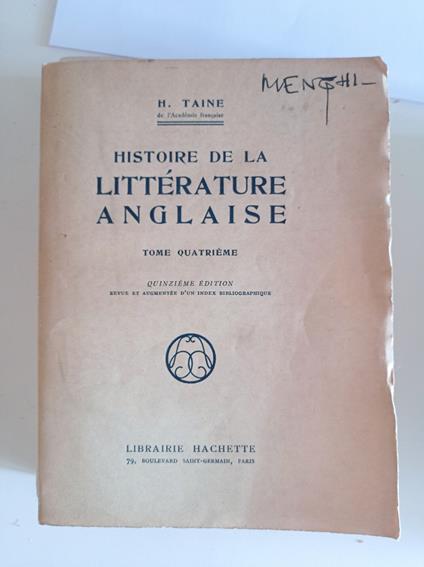 MENGHI
H. TAINE
de l'Académie française
HISTOIRE DE LA
LITTÉRATURE
ANGLAISE
TOME QUATRIÈME
QUINZIÈME ÉDITION
REVUE ET AUGMENTÉE D'UN INDEX BIBLIOGRAPHIQUE
LIBRAIRIE HACHETTE
79, BOULEVARD SAINT-GERMAIN, PARIS